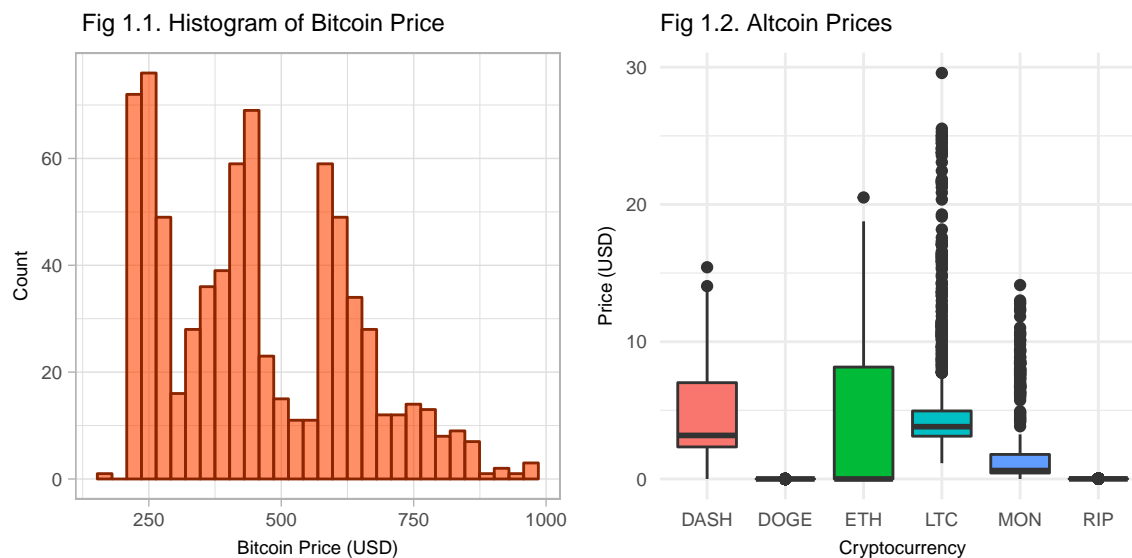 Fig 1.1. Histogram of Bitcoin Price
60
40
20
0
Count
250
500
750
1000
Bitcoin Price (USD)
Fig 1.2. Altcoin Prices
30
20
10
0
Price (USD)
DASH
DOGE
ETH
LTC
MON
RIP
Cryptocurrency